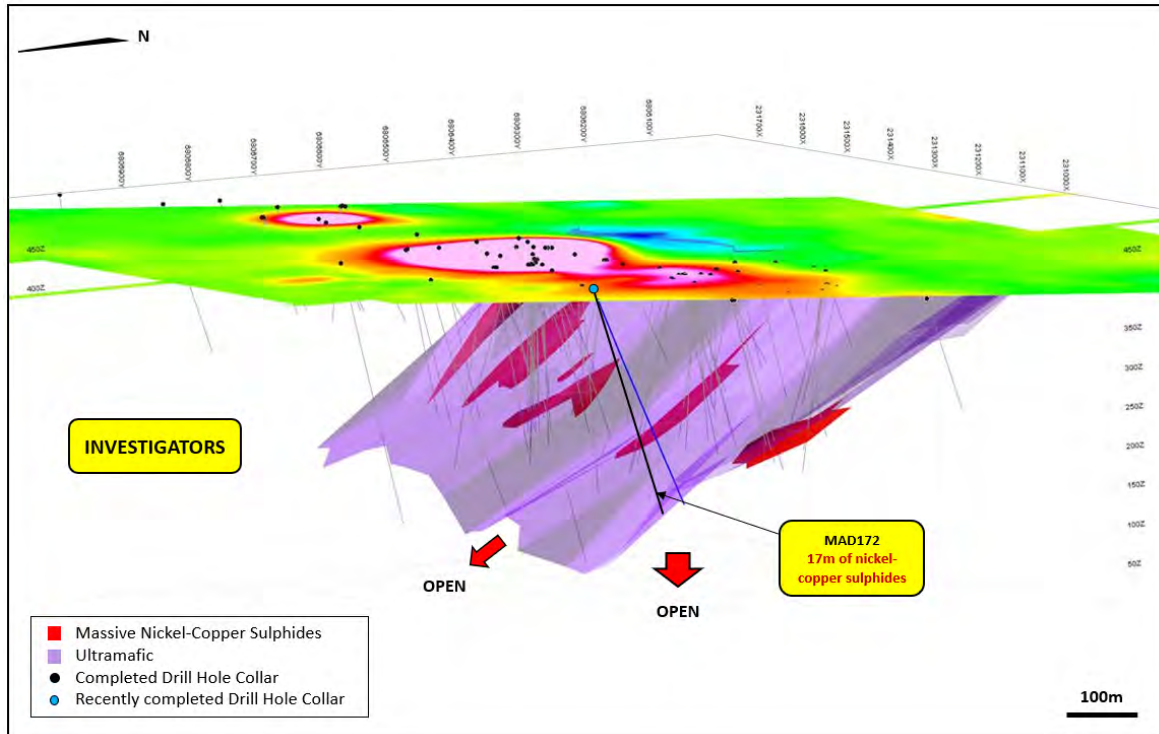 N
6806900Y
6806800Y
6806700Y
6806600Y
6806500Y
6806400Y
6806300Y
6806200Y
6806100Y
231700X
231600X
231500X
231400X
231300X
231200X
231100X
231000X
450Z
400Z
450Z
350Z
300Z
250Z
200Z
150Z
100Z
50Z
INVESTIGATORS
MAD172
17m of nickel-
copper sulphides
OPEN
OPEN
Massive Nickel-Copper Sulphides
Ultramafic
Completed Drill Hole Collar
Recently completed Drill Hole Collar
100m